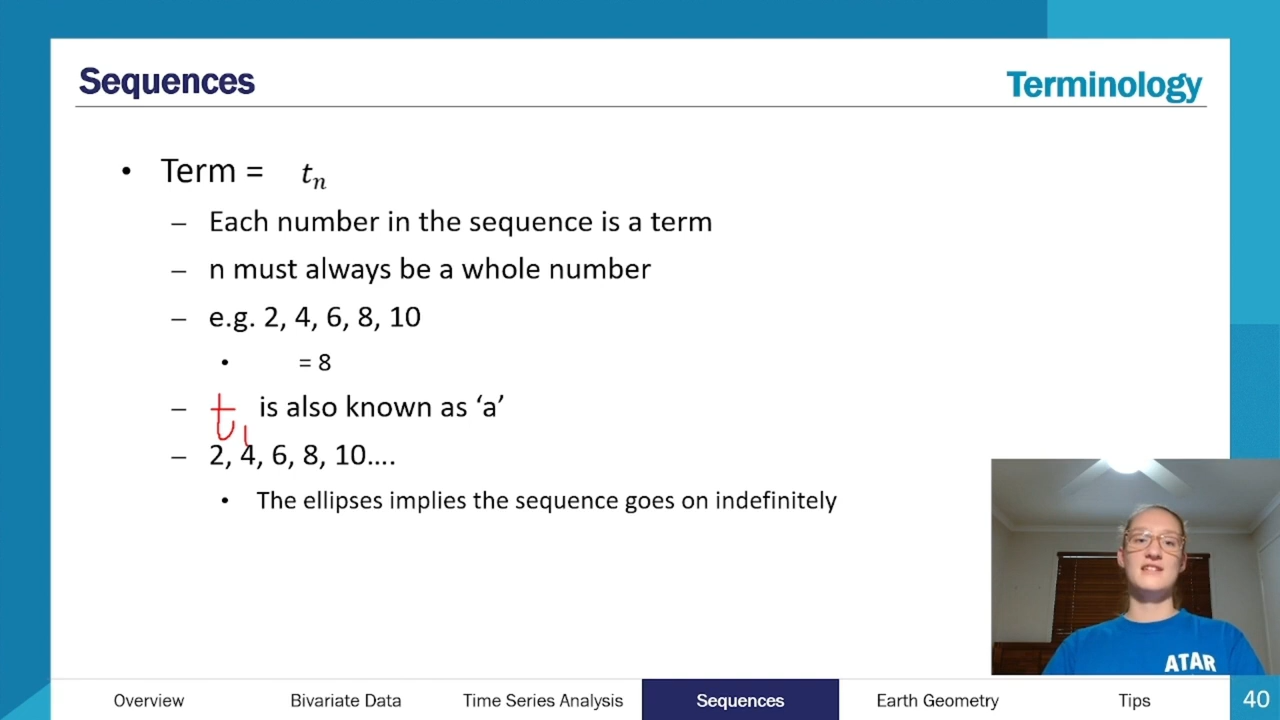 Sequences
Terminology
• Term = tₙ
– Each number in the sequence is a term
– n must always be a whole number
– e.g. 2, 4, 6, 8, 10
• = 8
– t₁ is also known as ‘a’
– 2, 4, 6, 8, 10….
• The ellipses implies the sequence goes on indefinitely
ATAR
Overview Bivariate Data Time Series Analysis Sequences Earth Geometry Tips 40